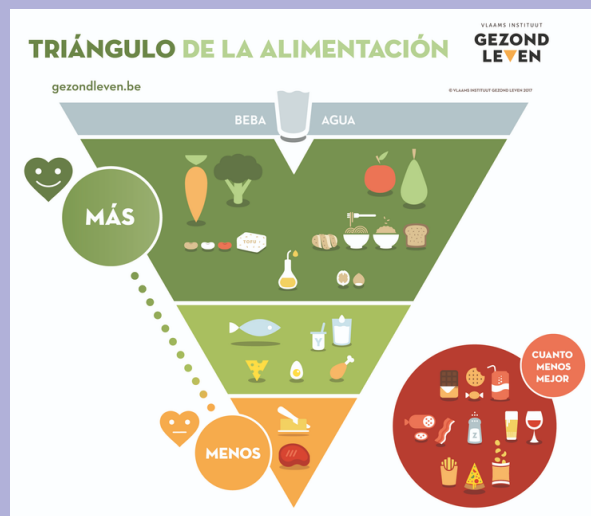 TRIÁNGULO DE LA ALIMENTACIÓN
VLAAMS INSTITUUT
GEZOND
LEVEN
gezondleven.be
© VLAAMS INSTITUUT GEZOND LEVEN 2017
BEBA AGUA
MÁS
TOFU
Y
CUANTO
MENOS
MEJOR
MENOS